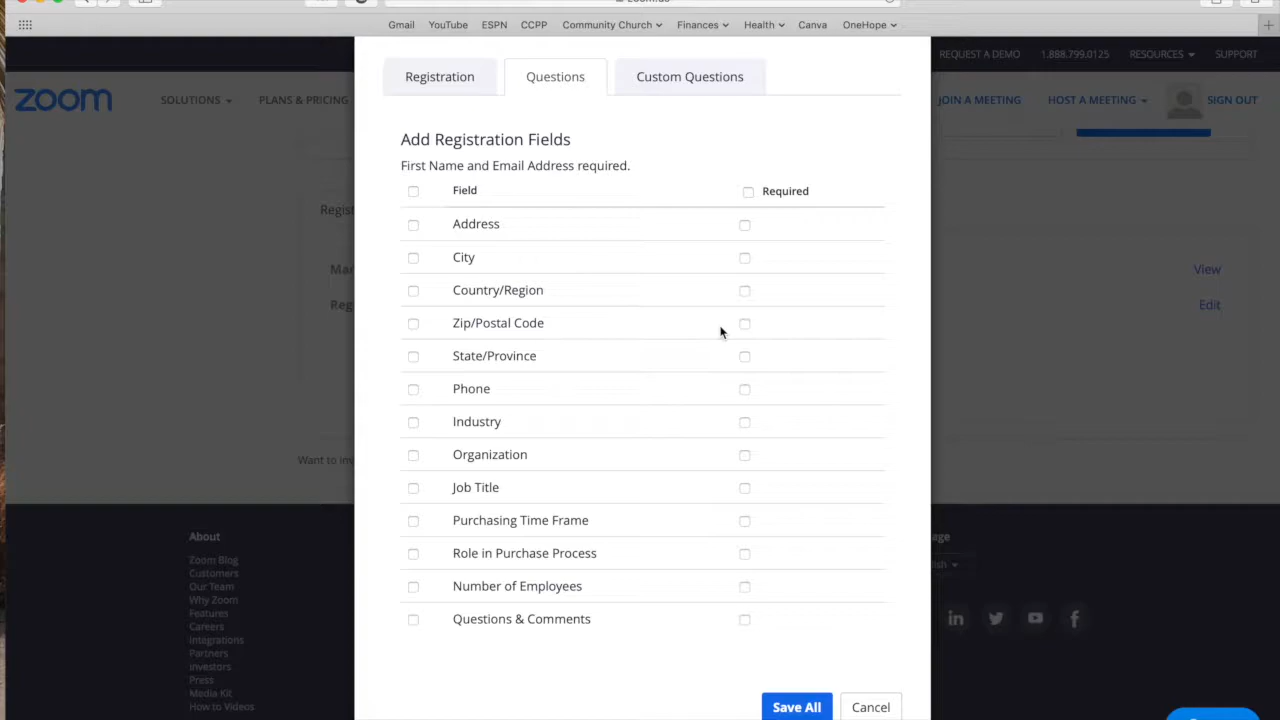 Gmail YouTube ESPN CCPP Community Church Finances Health Canva OneHope
REQUEST A DEMO 1.888.799.0125 RESOURCES SUPPORT
Registration Questions Custom Questions
zoom SOLUTIONS PLANS & PRICING JOIN A MEETING HOST A MEETING SIGN OUT
Add Registration Fields
First Name and Email Address required.
Field Required
Regist
Address
City
Mar View
Country/Region
Reg Edit
Zip/Postal Code
State/Province
Phone
Industry
Organization
Want to inv
Job Title
Purchasing Time Frame
About
Role in Purchase Process
Zoom Blog
Customers
Our Team
Number of Employees
Why Zoom
Features
Questions & Comments
Careers
Integrations
Partners
Investors
Press
Media Kit
How to Videos
Save All Cancel